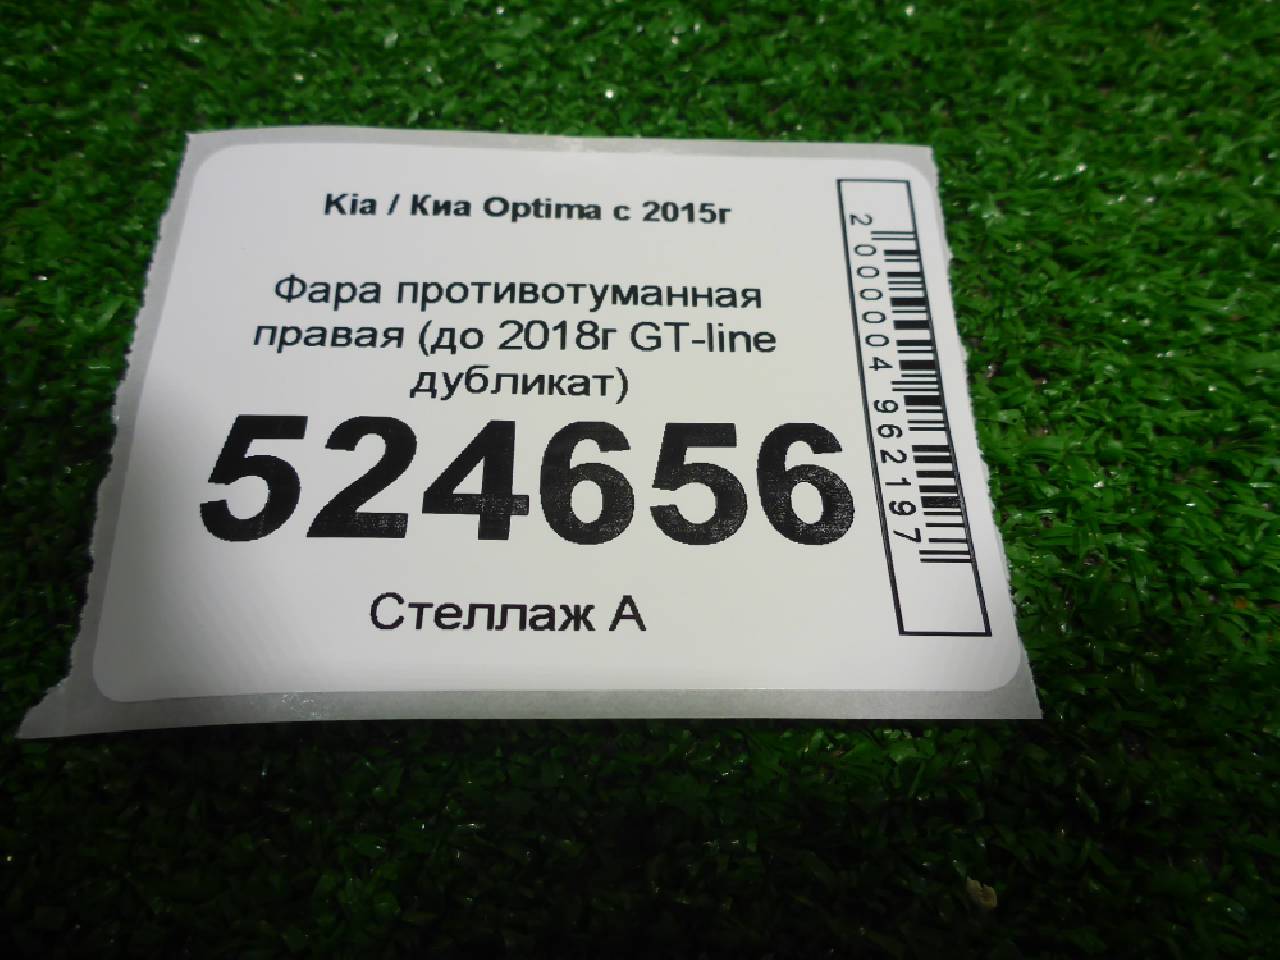 Kia / Киа Optima с 2015г
Фара противотуманная
правая (до 2018г GT-line
дубликат)
524656
Стеллаж А
2000004962197